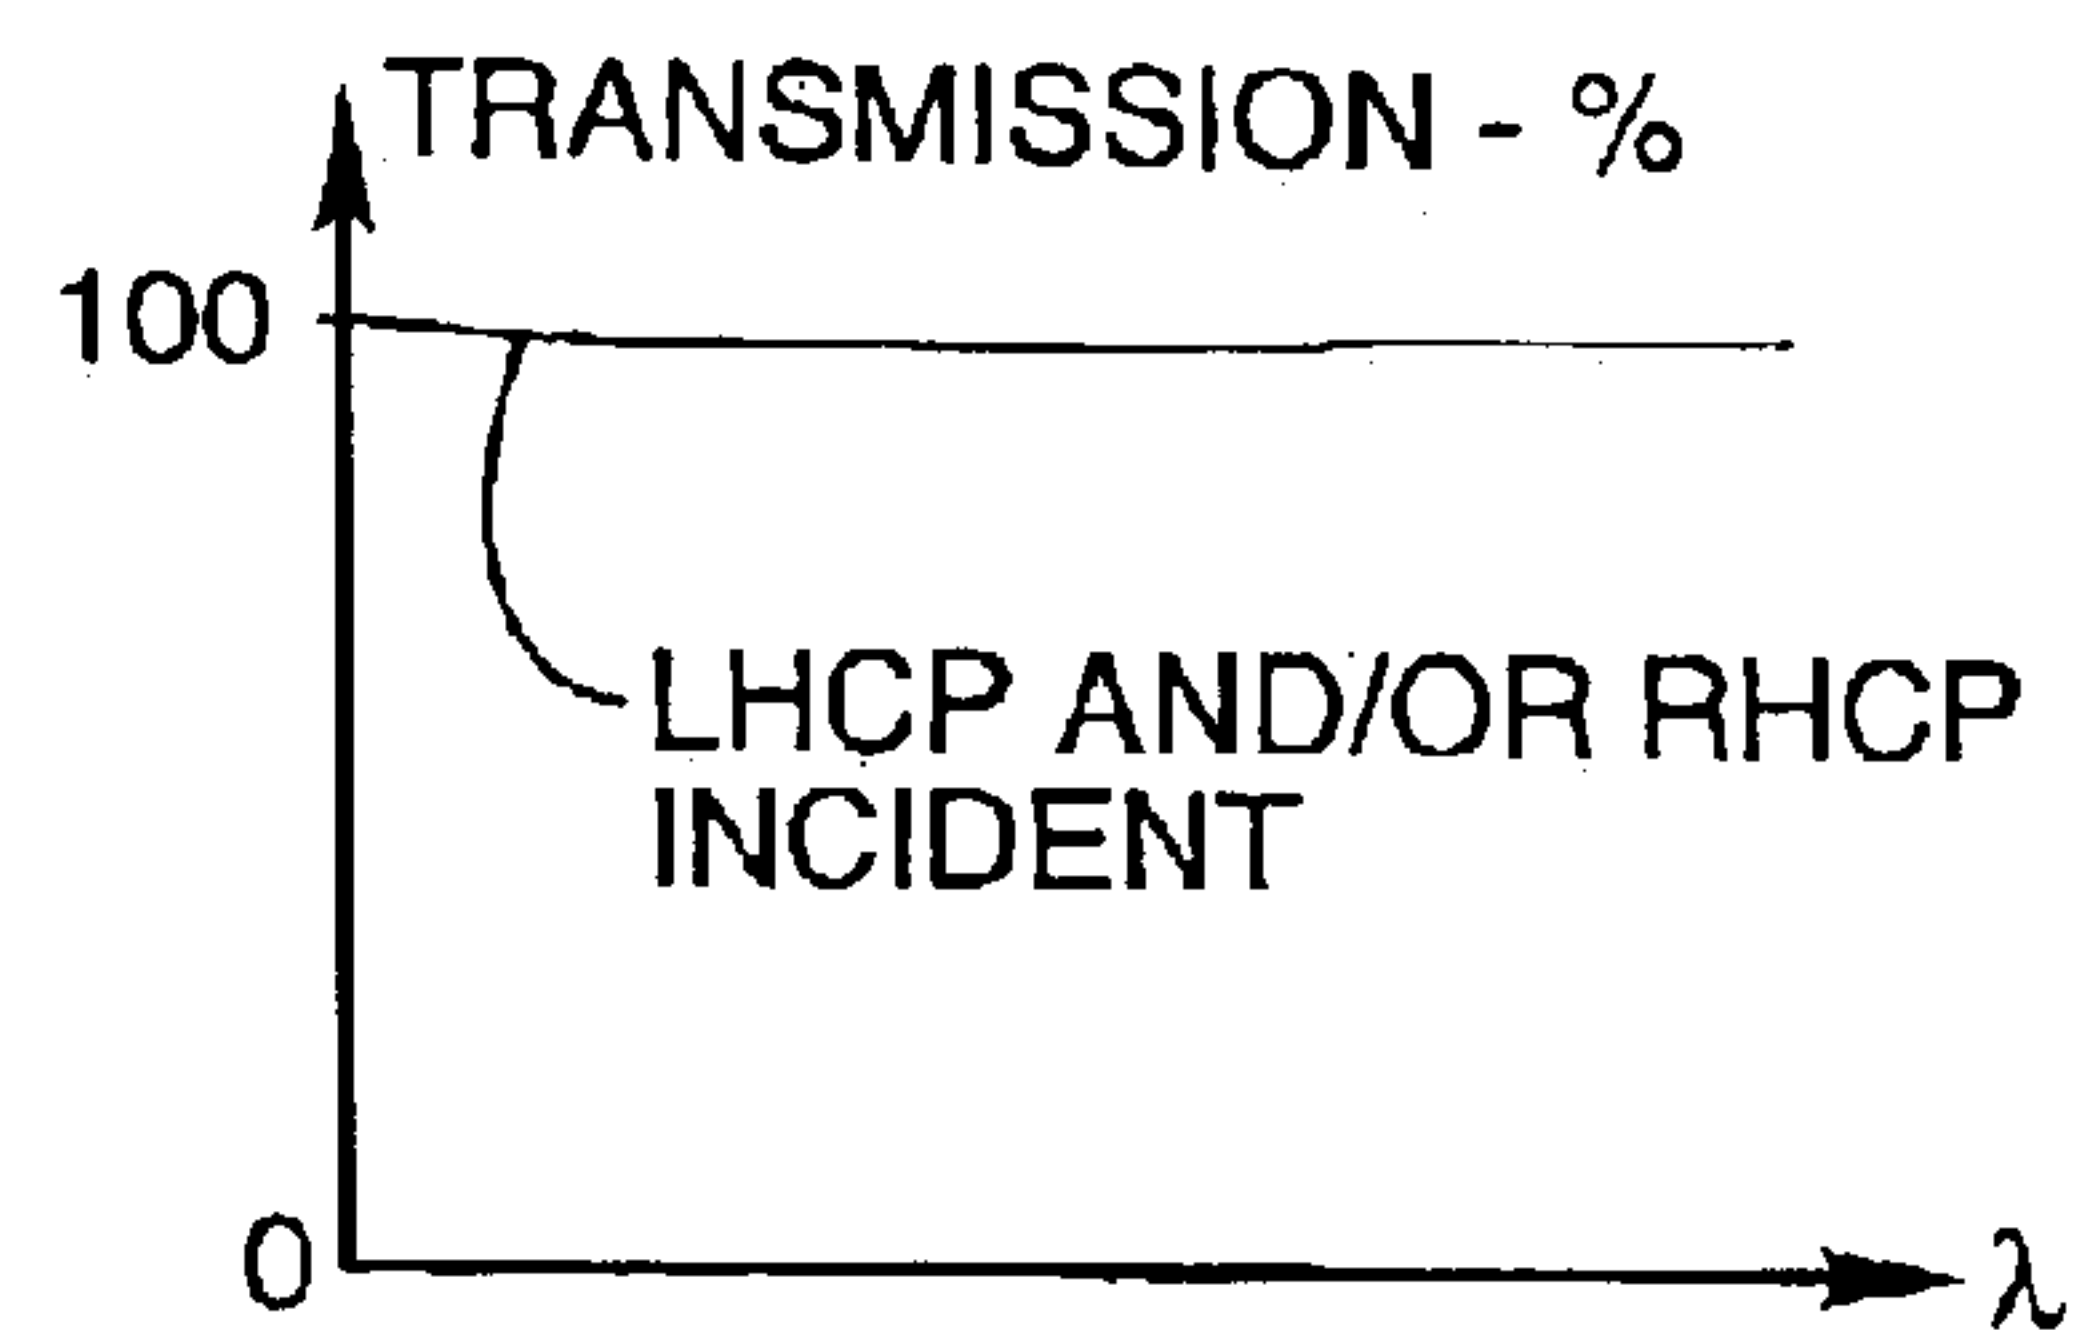 TRANSMISSION - %
100
LHCP AND/OR RHCP
INCIDENT
0
λ